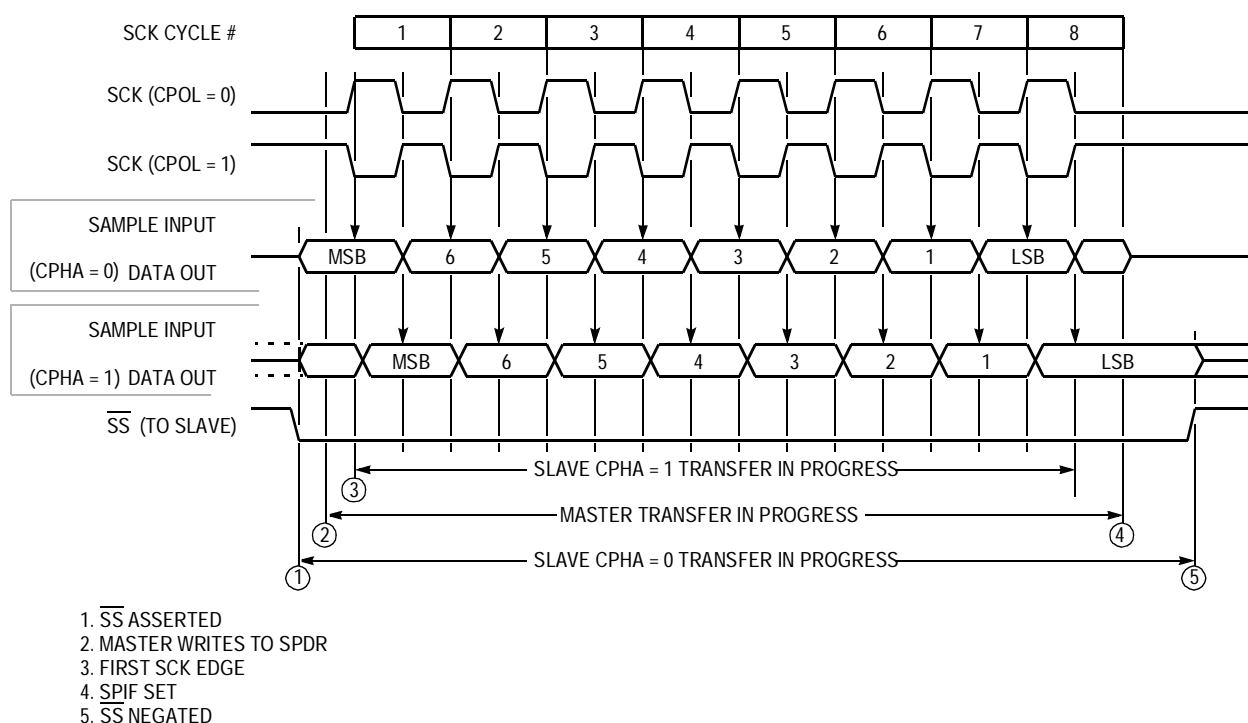 SCK CYCLE # 1 2 3 4 5 6 7 8
SCK (CPOL = 0)
SCK (CPOL = 1)
SAMPLE INPUT
(CPHA = 0) DATA OUT MSB 6 5 4 3 2 1 LSB
SAMPLE INPUT
(CPHA = 1) DATA OUT MSB 6 5 4 3 2 1 LSB
SS (TO SLAVE)
SLAVE CPHA = 1 TRANSFER IN PROGRESS
3
MASTER TRANSFER IN PROGRESS
2 4
SLAVE CPHA = 0 TRANSFER IN PROGRESS
1 5
1. SS ASSERTED
2. MASTER WRITES TO SPDR
3. FIRST SCK EDGE
4. SPIF SET
5. SS NEGATED